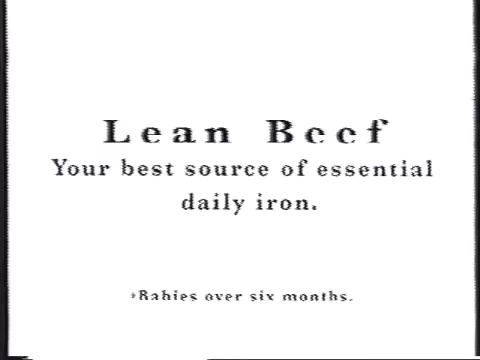 Lean Beef
Your best source of essential
daily iron.
*Babies over six months.